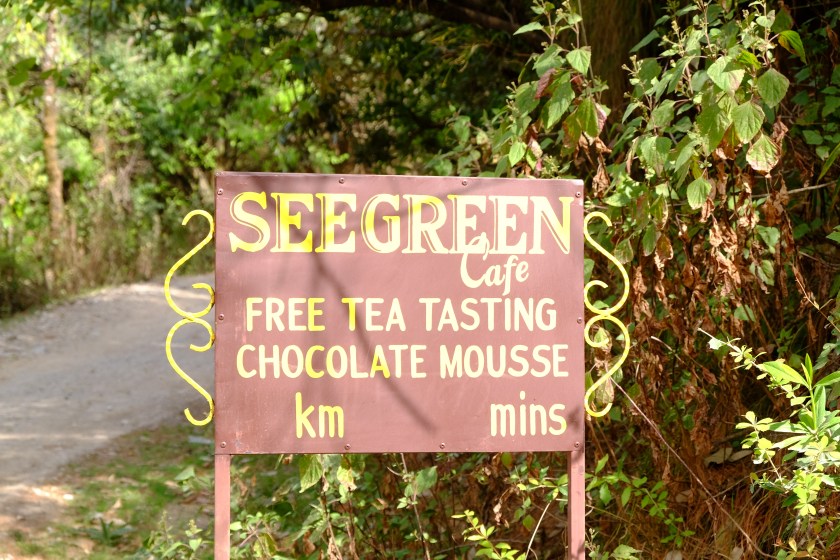 SEEGREEN
Cafe
FREE TEA TASTING
CHOCOLATE MOUSSE
km mins